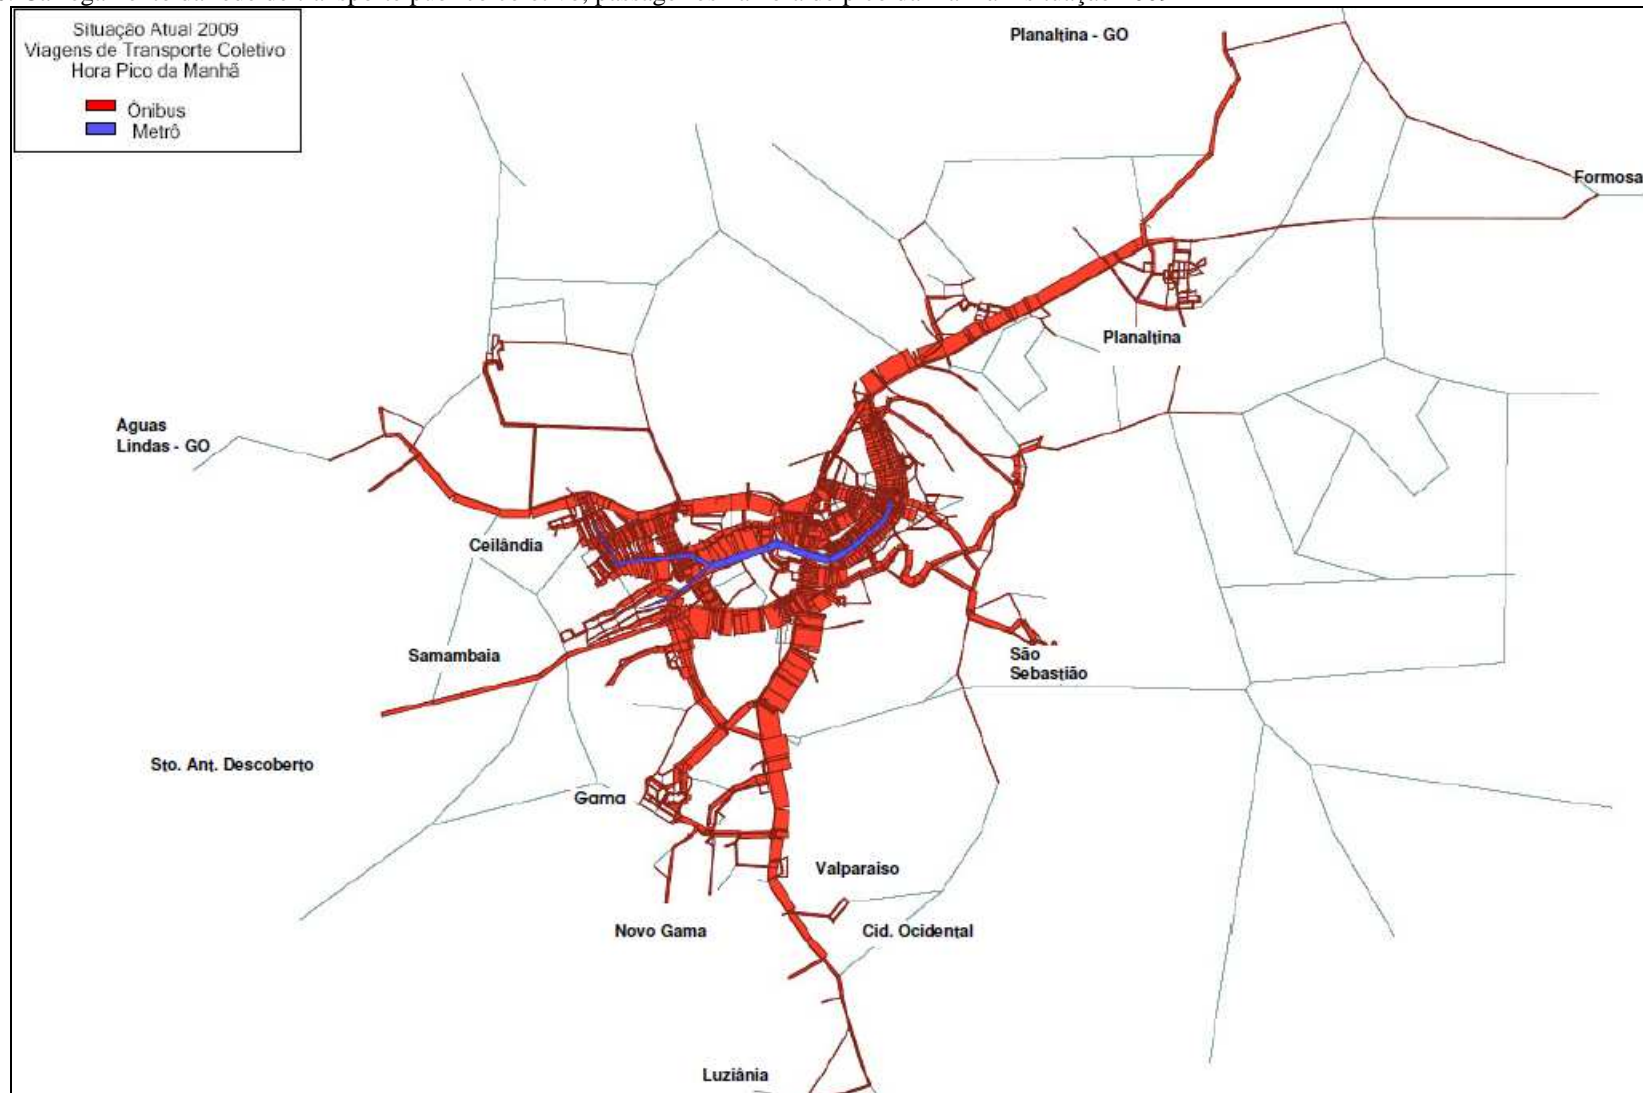 Situação Atual 2009
Viagens de Transporte Coletivo
Hora Pico da Manhã
Ônibus
Metrô
Planaltina - GO
Formosa
Planaltina
Aguas
Lindas - GO
Ceilândia
Samambaia
São
Sebastião
Sto. Ant. Descoberto
Gama
Valparaiso
Novo Gama
Cid. Ocidental
Luziânia